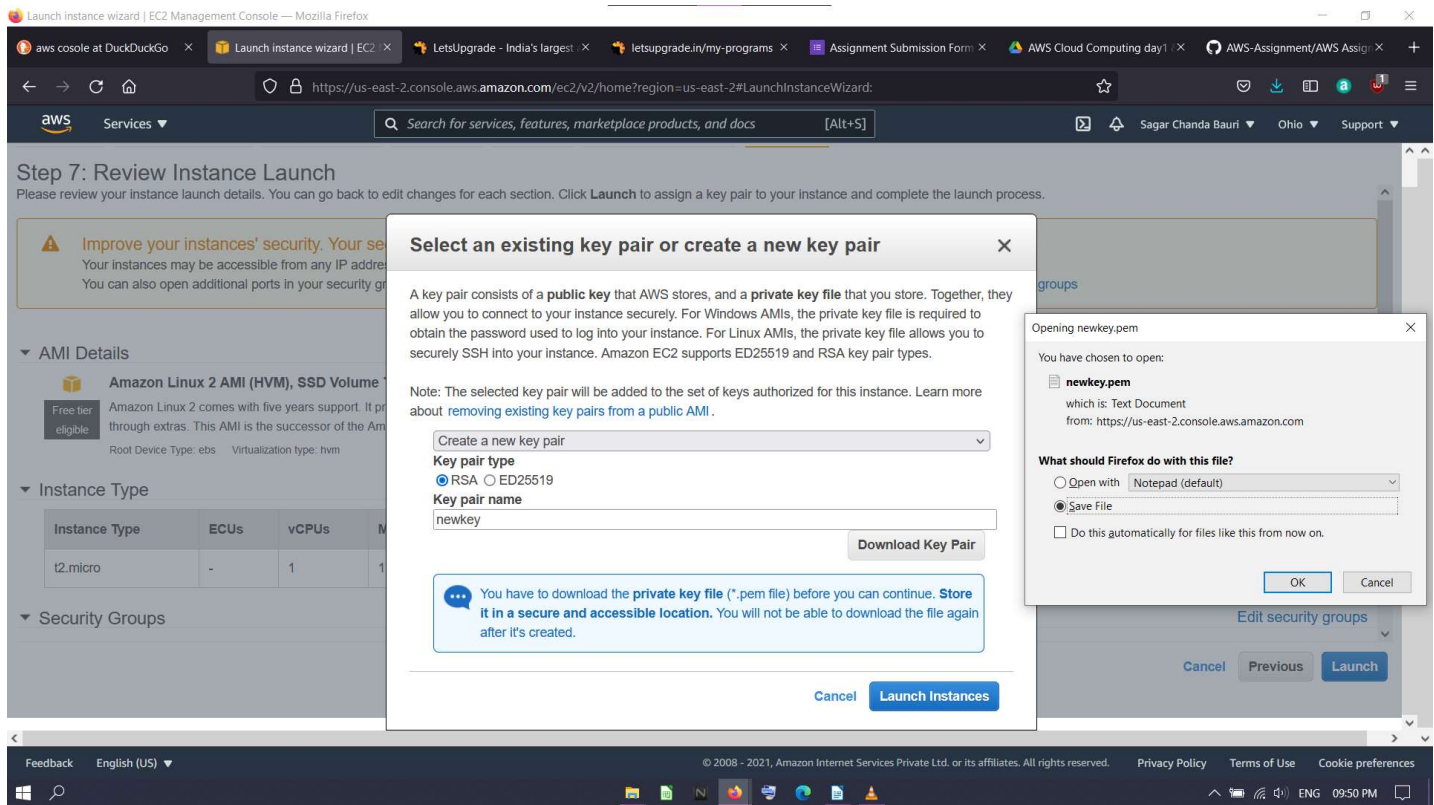 Launch instance wizard | EC2 Management Console — Mozilla Firefox
aws cosole at DuckDuckGo
Launch instance wizard | EC2
LetsUpgrade - India's largest
letsupgrade.in/my-programs
Assignment Submission Form
AWS Cloud Computing day1
AWS-Assignment/AWS Assign
https://us-east-2.console.aws.amazon.com/ec2/v2/home?region=us-east-2#LaunchInstanceWizard:
aws Services ▼ Search for services, features, marketplace products, and docs [Alt+S] Sagar Chanda Bauri ▼ Ohio ▼ Support ▼
Step 7: Review Instance Launch
Please review your instance launch details. You can go back to edit changes for each section. Click Launch to assign a key pair to your instance and complete the launch process.
Improve your instances' security. Your se
Your instances may be accessible from any IP addre
You can also open additional ports in your security gr
groups
AMI Details
Amazon Linux 2 AMI (HVM), SSD Volume
Free tier
eligible
Amazon Linux 2 comes with five years support. It pr
through extras. This AMI is the successor of the Am
Root Device Type: ebs Virtualization type: hvm
Instance Type
Instance Type ECUs vCPUs M
t2.micro - 1 1
Security Groups
Edit security groups
Cancel Previous Launch
Select an existing key pair or create a new key pair
A key pair consists of a public key that AWS stores, and a private key file that you store. Together, they
allow you to connect to your instance securely. For Windows AMIs, the private key file is required to
obtain the password used to log into your instance. For Linux AMIs, the private key file allows you to
securely SSH into your instance. Amazon EC2 supports ED25519 and RSA key pair types.
Note: The selected key pair will be added to the set of keys authorized for this instance. Learn more
about removing existing key pairs from a public AMI .
Create a new key pair
Key pair type
RSA ED25519
Key pair name
newkey
Download Key Pair
You have to download the private key file (*.pem file) before you can continue. Store
it in a secure and accessible location. You will not be able to download the file again
after it's created.
Cancel Launch Instances
Opening newkey.pem
You have chosen to open:
newkey.pem
which is: Text Document
from: https://us-east-2.console.aws.amazon.com
What should Firefox do with this file?
Open with Notepad (default)
Save File
Do this automatically for files like this from now on.
OK Cancel
Feedback English (US) ▼ © 2008 - 2021, Amazon Internet Services Private Ltd. or its affiliates. All rights reserved. Privacy Policy Terms of Use Cookie preferences
ENG 09:50 PM